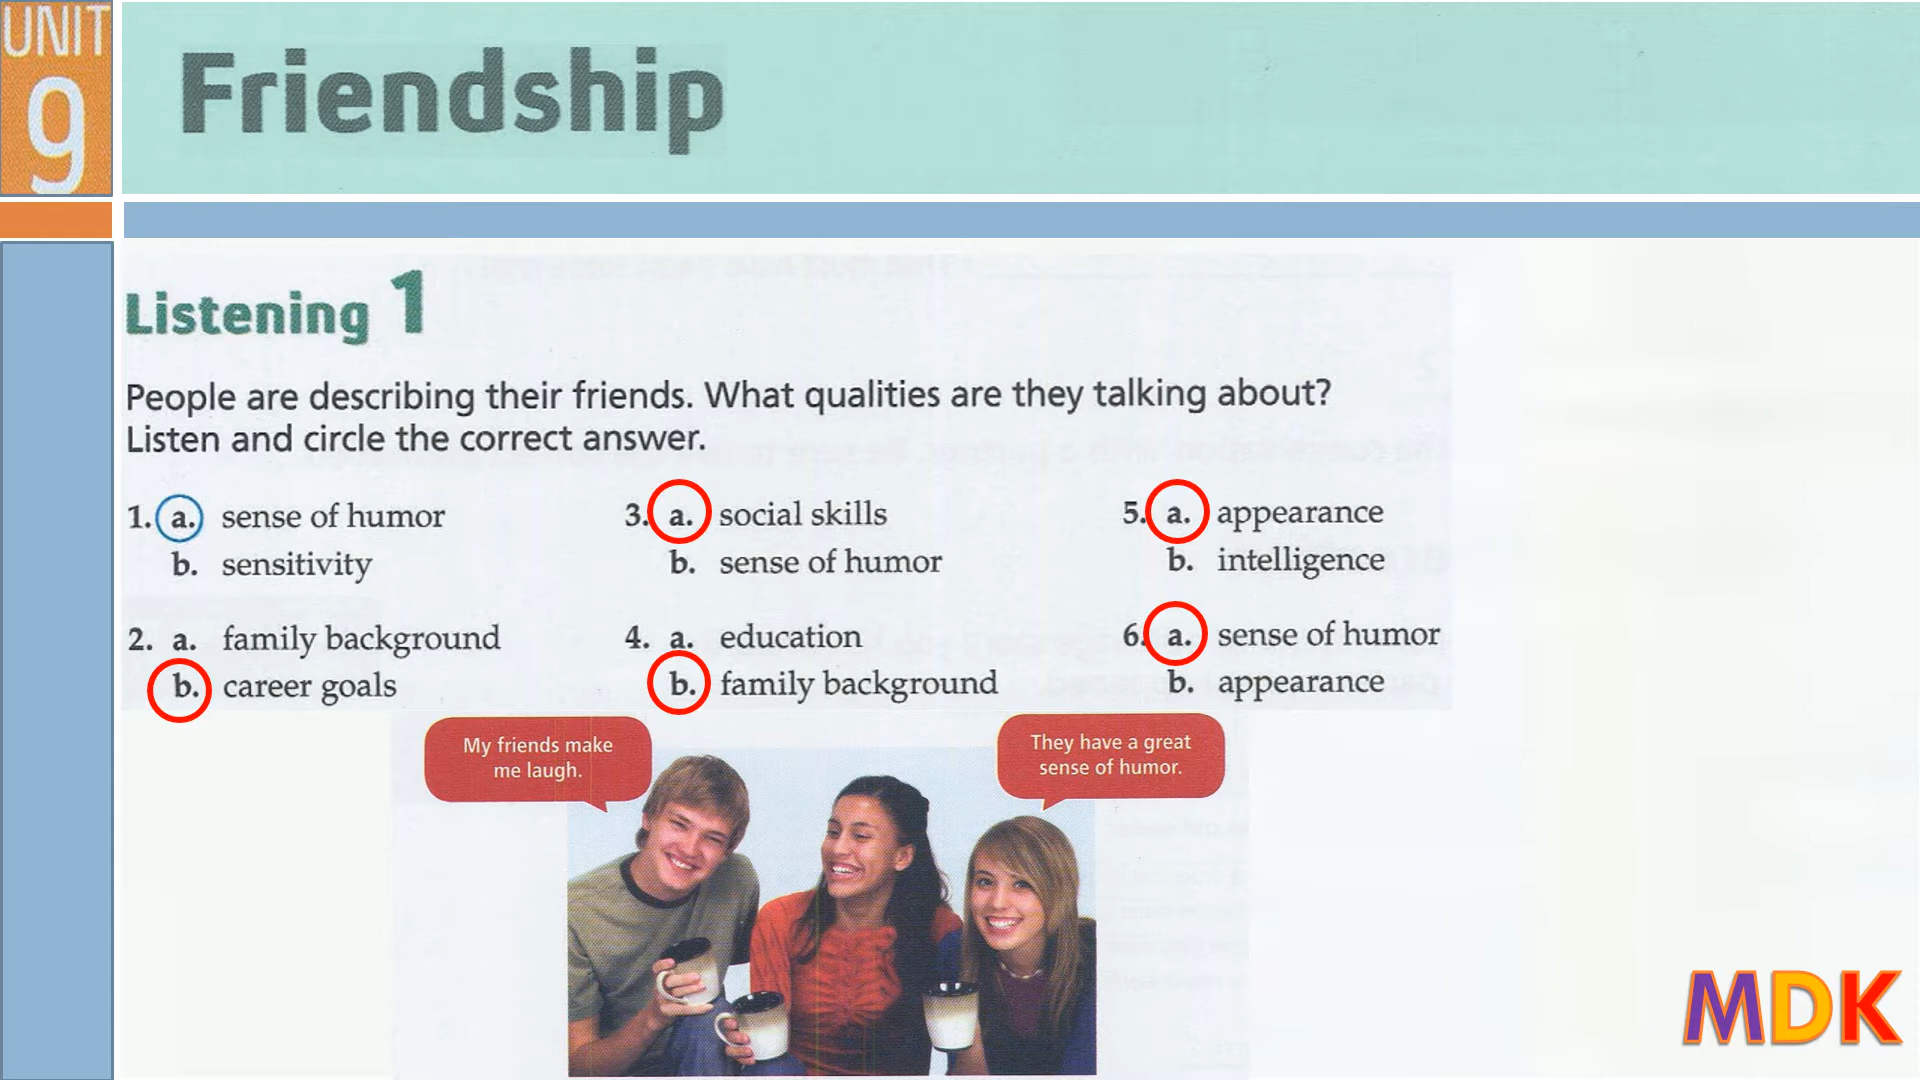 UNIT
9
Friendship
Listening 1
People are describing their friends. What qualities are they talking about?
Listen and circle the correct answer.
1. a. sense of humor
b. sensitivity
2. a. family background
b. career goals
3. a. social skills
b. sense of humor
4. a. education
b. family background
5. a. appearance
b. intelligence
6. a. sense of humor
b. appearance
My friends make
me laugh.
They have a great
sense of humor.
MDK